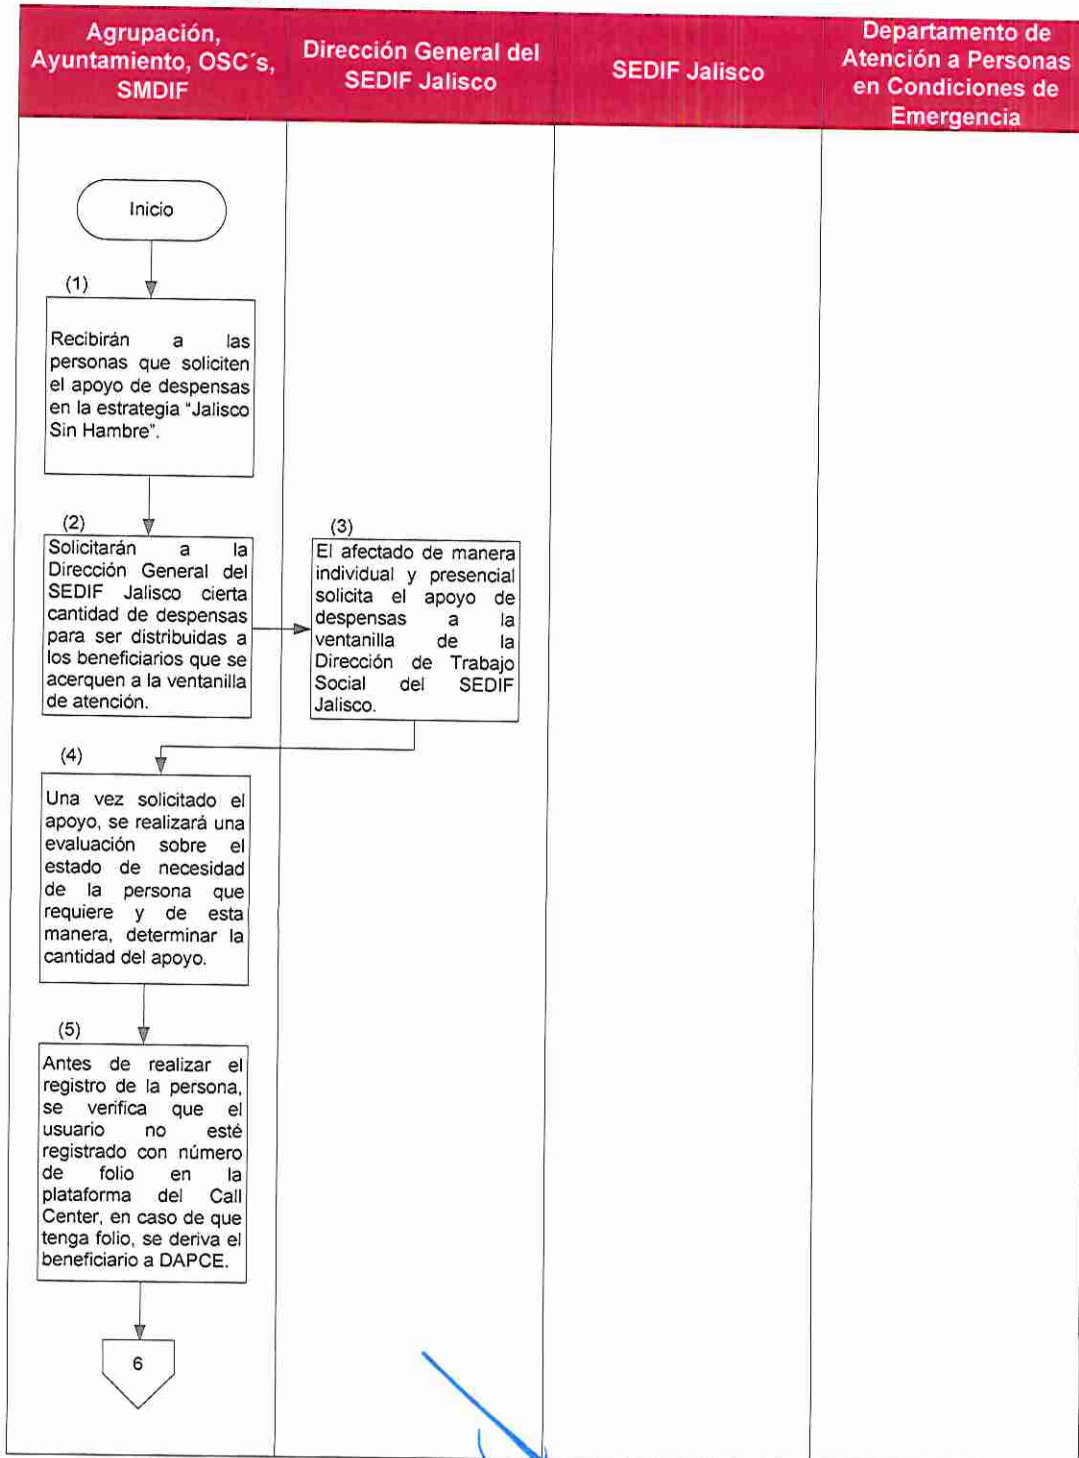 Agrupación,
Ayuntamiento, OSC´s,
SMDIF
Dirección General del
SEDIF Jalisco
SEDIF Jalisco
Departamento de
Atención a Personas
en Condiciones de
Emergencia
Inicio
(1)
Recibirán a las
personas que soliciten
el apoyo de despensas
en la estrategia "Jalisco
Sin Hambre".
(2)
Solicitarán a la
Dirección General del
SEDIF Jalisco cierta
cantidad de despensas
para ser distribuidas a
los beneficiarios que se
acerquen a la ventanilla
de atención.
(3)
El afectado de manera
individual y presencial
solicita el apoyo de
despensas a la
ventanilla de la
Dirección de Trabajo
Social del SEDIF
Jalisco.
(4)
Una vez solicitado el
apoyo, se realizará una
evaluación sobre el
estado de necesidad
de la persona que
requiere y de esta
manera, determinar la
cantidad del apoyo.
(5)
Antes de realizar el
registro de la persona,
se verifica que el
usuario no esté
registrado con número
de folio en la
plataforma del Call
Center, en caso de que
tenga folio, se deriva el
beneficiario a DAPCE.
6